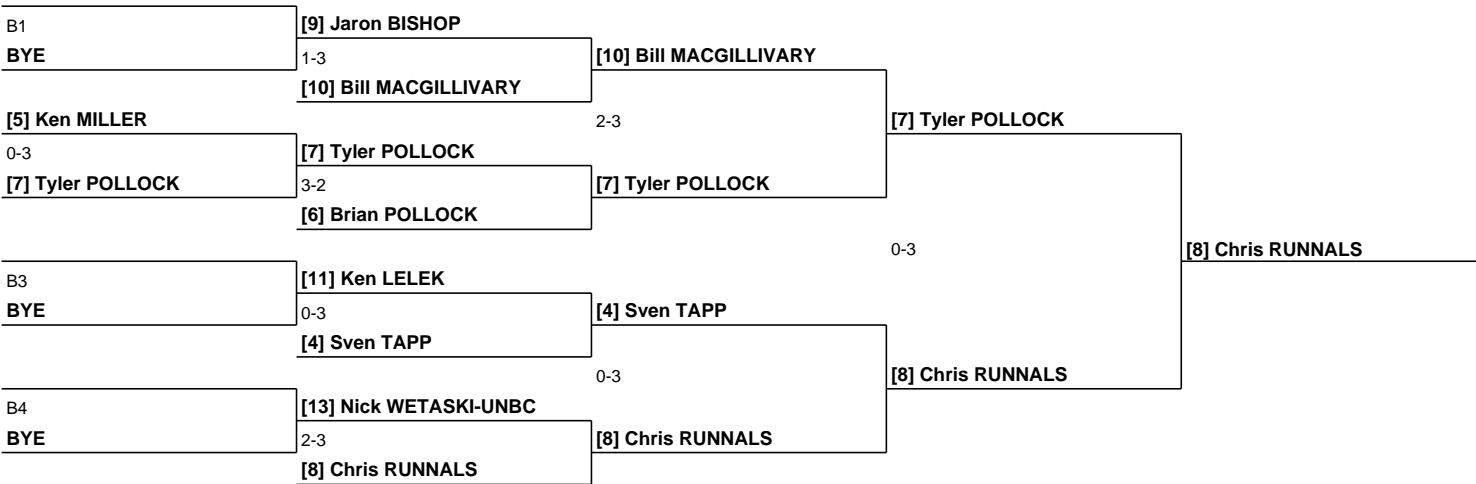 B1
BYE
[9] Jaron BISHOP
1-3
[10] Bill MACGILLIVARY
[10] Bill MACGILLIVARY
[5] Ken MILLER
0-3
[7] Tyler POLLOCK
[7] Tyler POLLOCK
3-2
[6] Brian POLLOCK
2-3
[7] Tyler POLLOCK
[7] Tyler POLLOCK
B3
BYE
[11] Ken LELEK
0-3
[4] Sven TAPP
[4] Sven TAPP
B4
BYE
[13] Nick WETASKI-UNBC
2-3
[8] Chris RUNNALS
0-3
[8] Chris RUNNALS
[8] Chris RUNNALS
0-3
[8] Chris RUNNALS